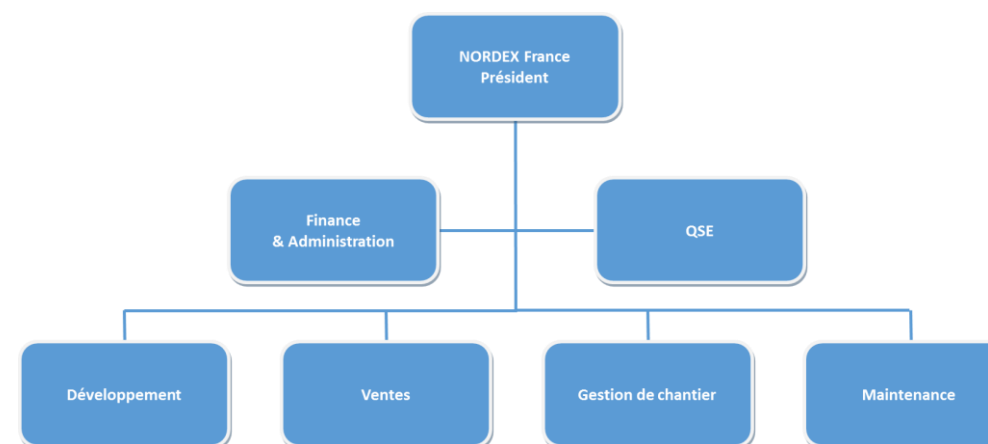 NORDEX France
Président
Finance
& Administration
QSE
Développement
Ventes
Gestion de chantier
Maintenance